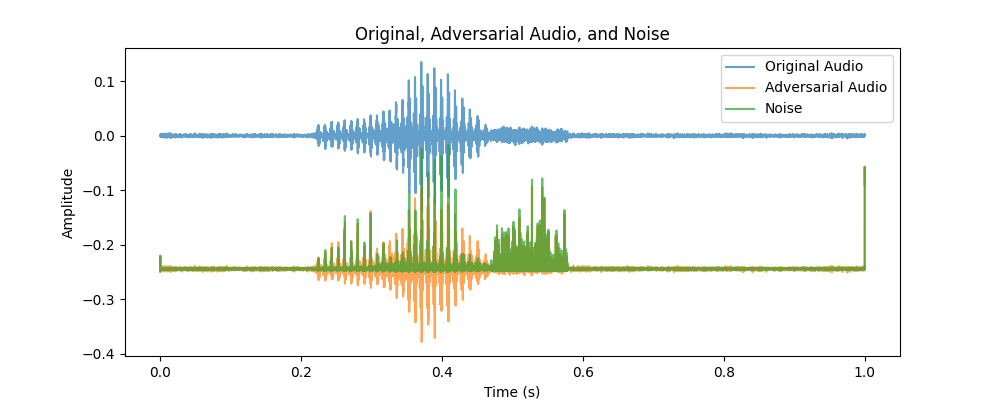 Original, Adversarial Audio, and Noise
Original Audio
Adversarial Audio
Noise
Amplitude
0.1
0.0
−0.1
−0.2
−0.3
−0.4
0.0 0.2 0.4 0.6 0.8 1.0
Time (s)